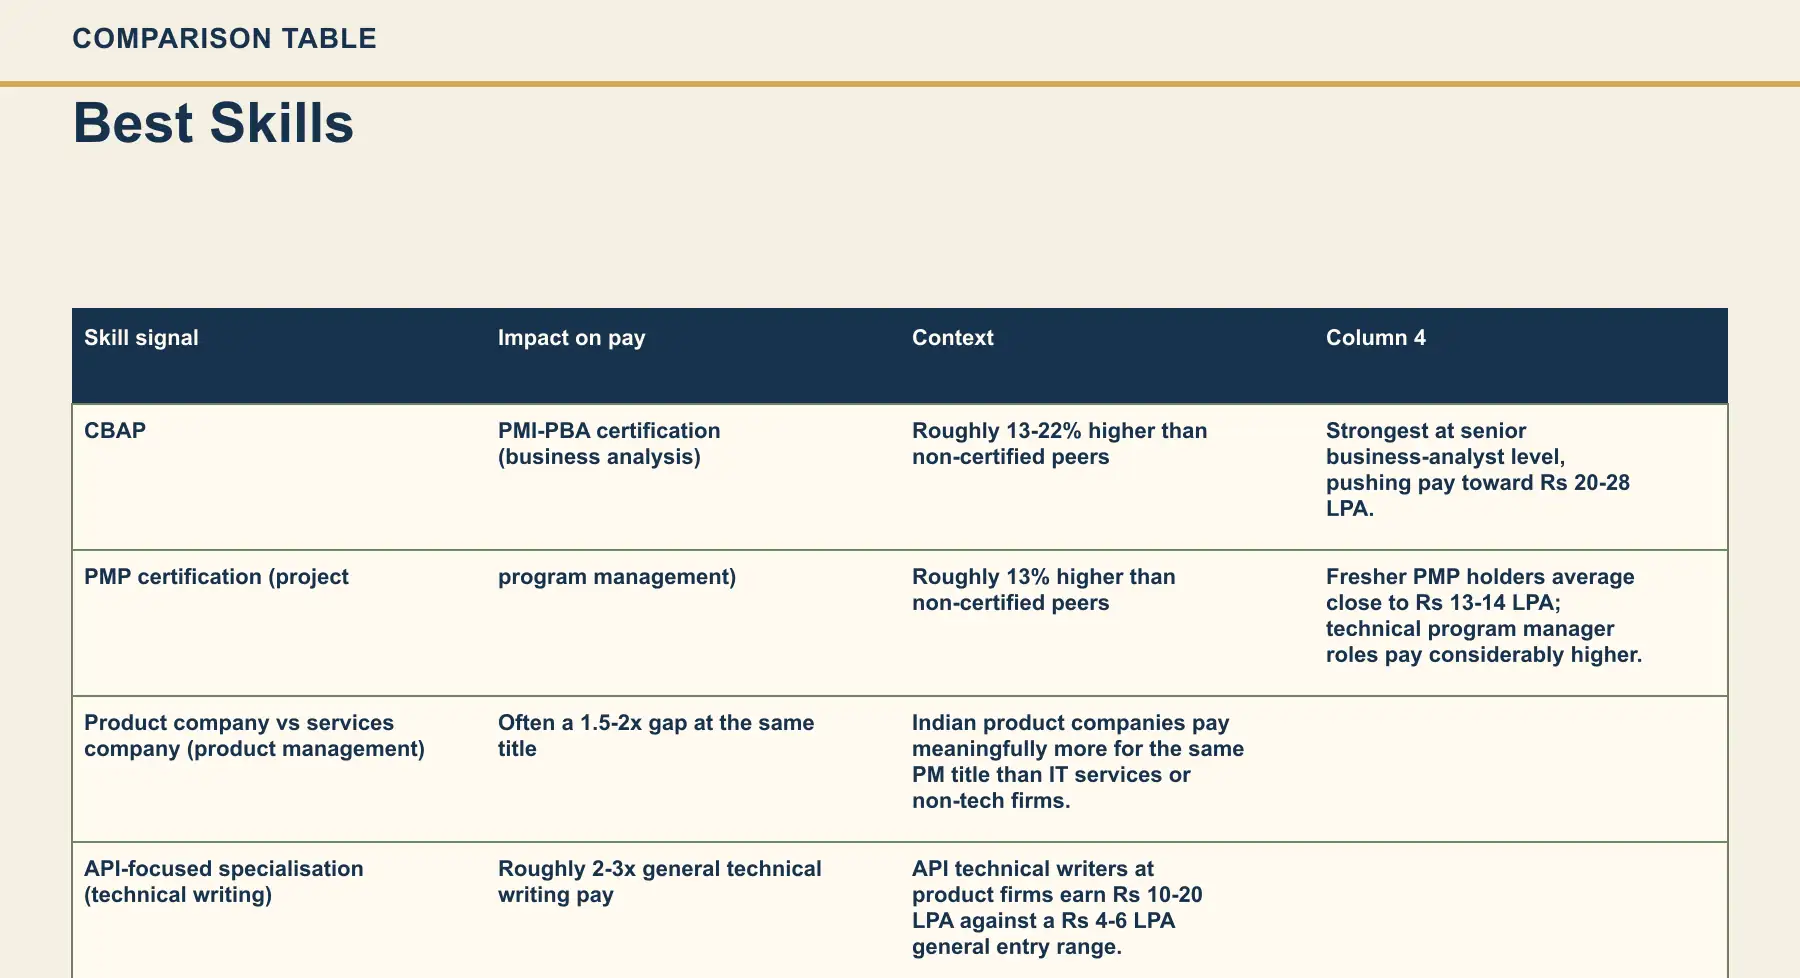 COMPARISON TABLE
Best Skills
Skill signal
Impact on pay
Context
Column 4
CBAP
PMI-PBA certification
(business analysis)
Roughly 13-22% higher than
non-certified peers
Strongest at senior
business-analyst level,
pushing pay toward Rs 20-28
LPA.
PMP certification (project
program management)
Roughly 13% higher than
non-certified peers
Fresher PMP holders average
close to Rs 13-14 LPA;
technical program manager
roles pay considerably higher.
Product company vs services
company (product management)
Often a 1.5-2x gap at the same
title
Indian product companies pay
meaningfully more for the same
PM title than IT services or
non-tech firms.
API-focused specialisation
(technical writing)
Roughly 2-3x general technical
writing pay
API technical writers at
product firms earn Rs 10-20
LPA against a Rs 4-6 LPA
general entry range.